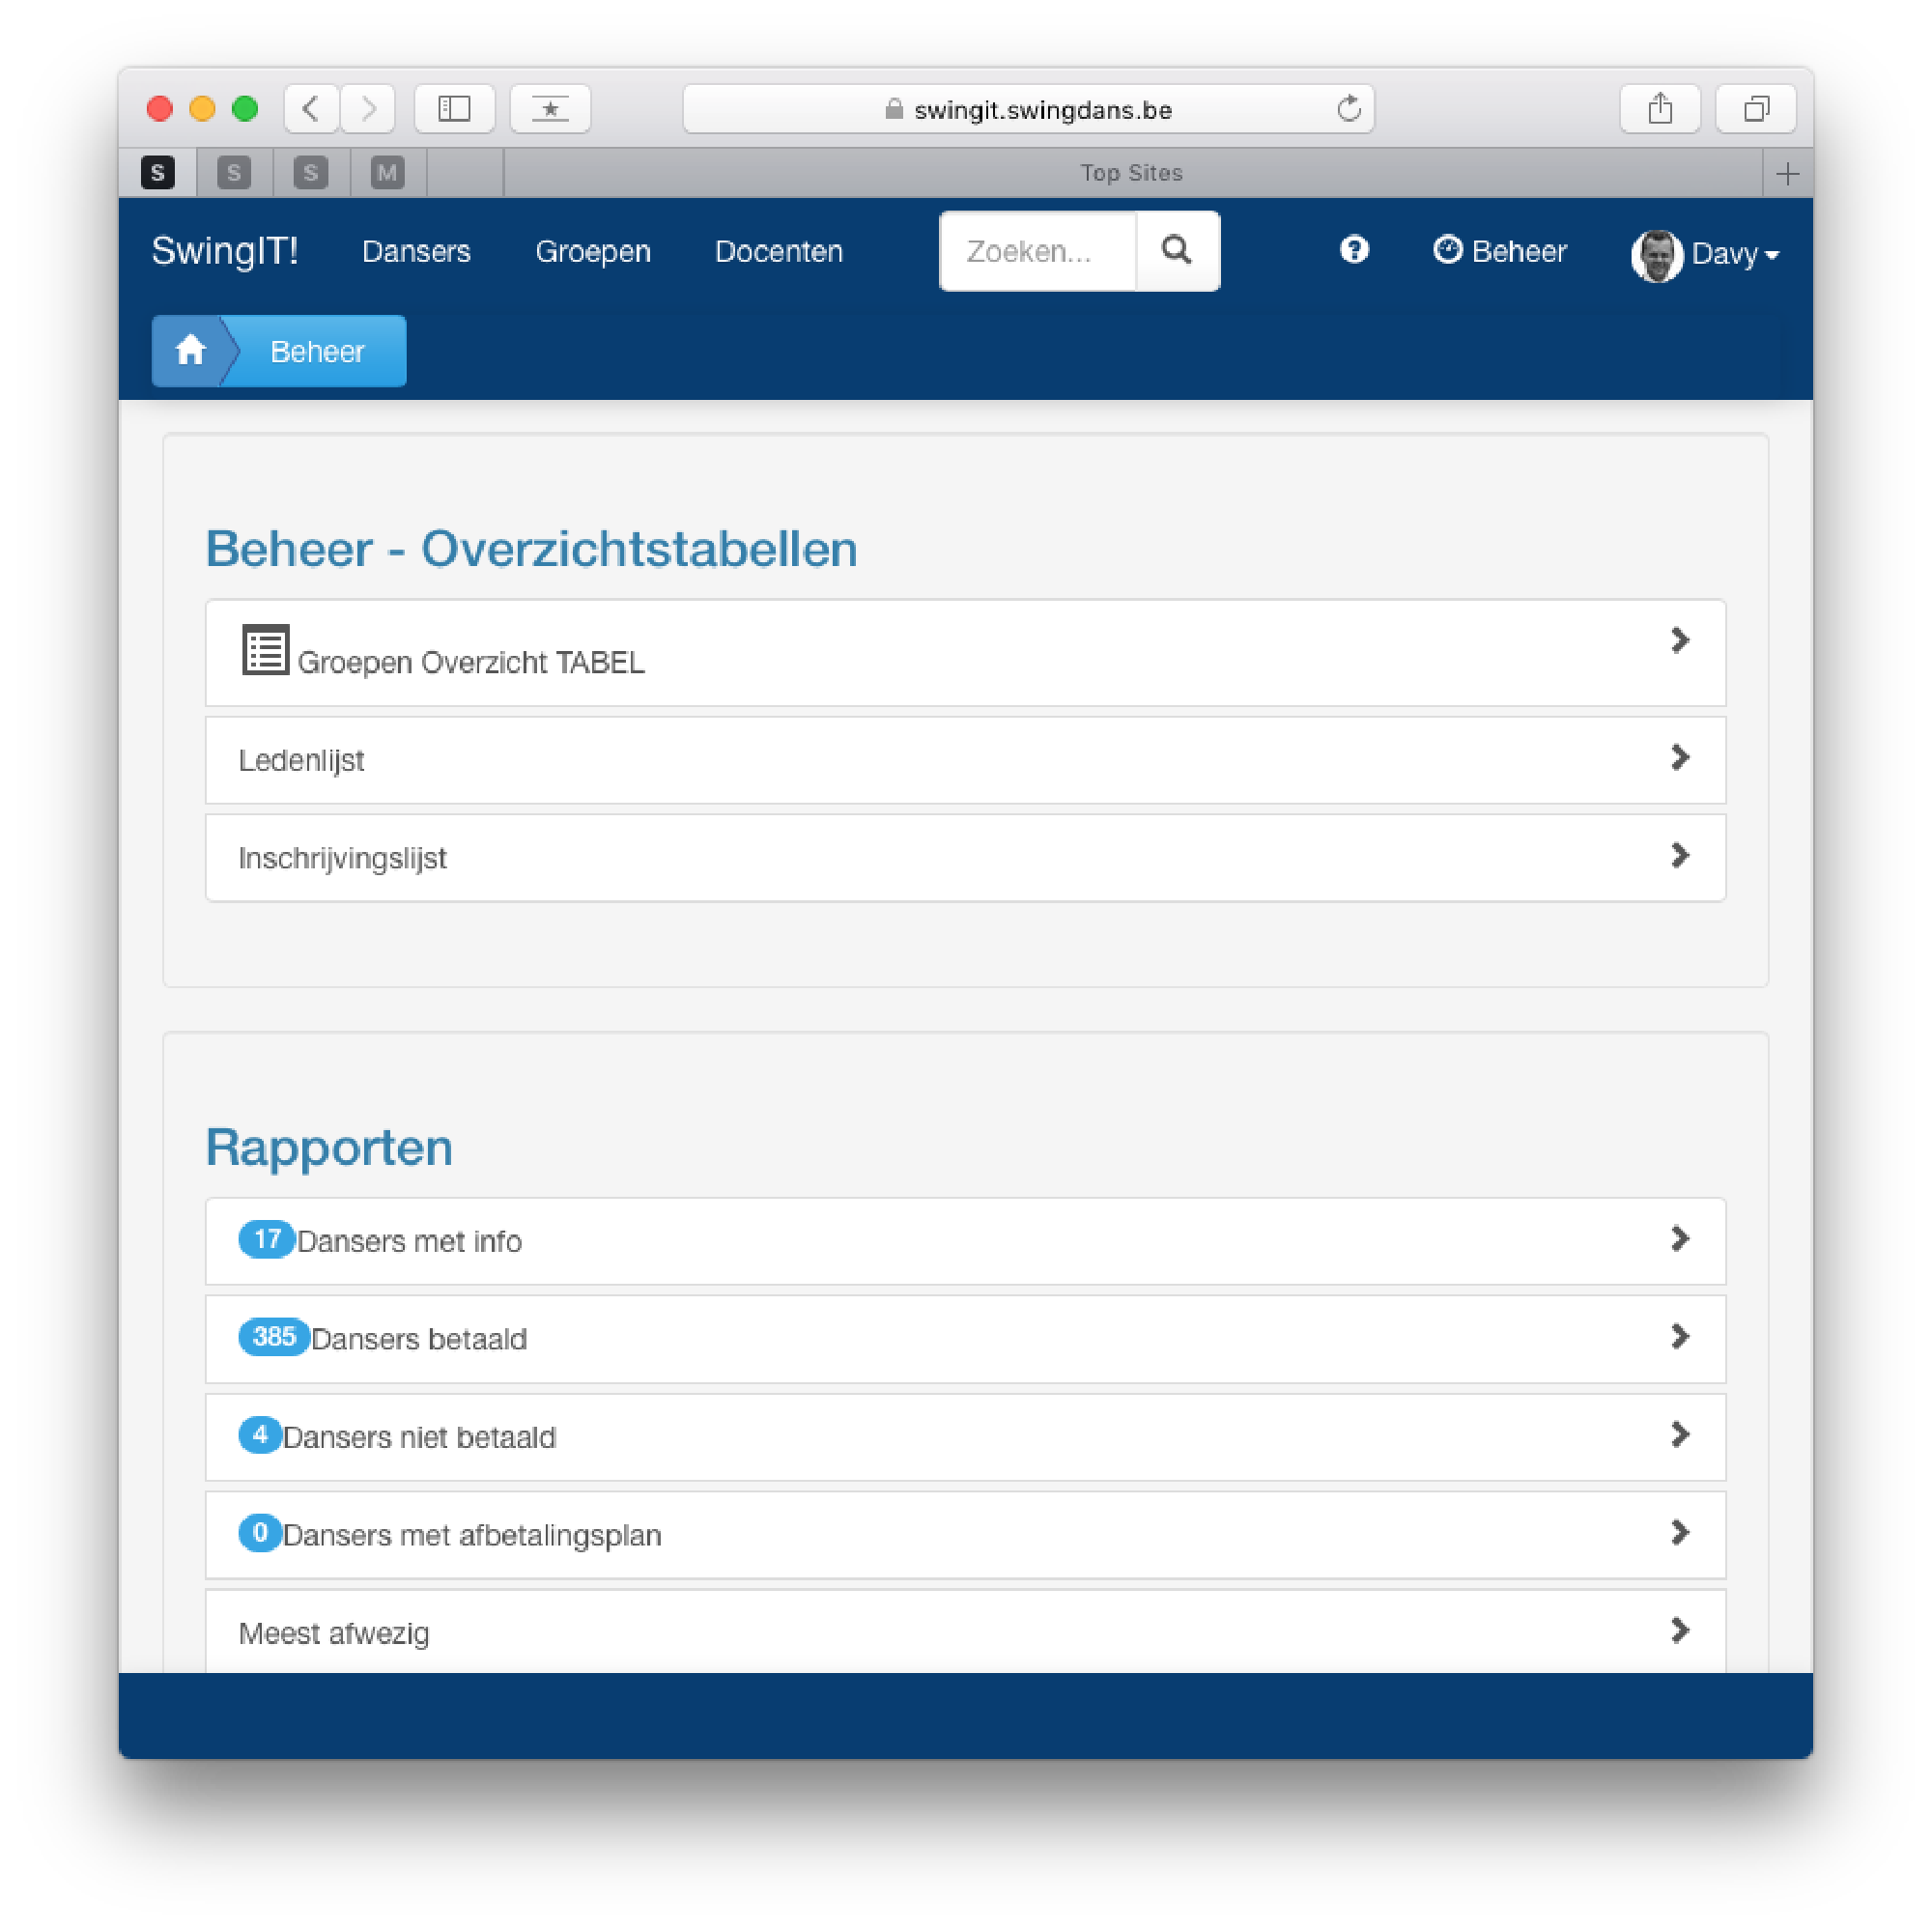 swingit.swingdans.be
S S S M Top Sites
SwingIT! Dansers Groepen Docenten Zoeken... Beheer Davy
Beheer
Beheer - Overzichtstabellen
Groepen Overzicht TABEL
Ledenlijst
Inschrijvingslijst
Rapporten
17 Dansers met info
385 Dansers betaald
4 Dansers niet betaald
0 Dansers met afbetalingsplan
Meest afwezig